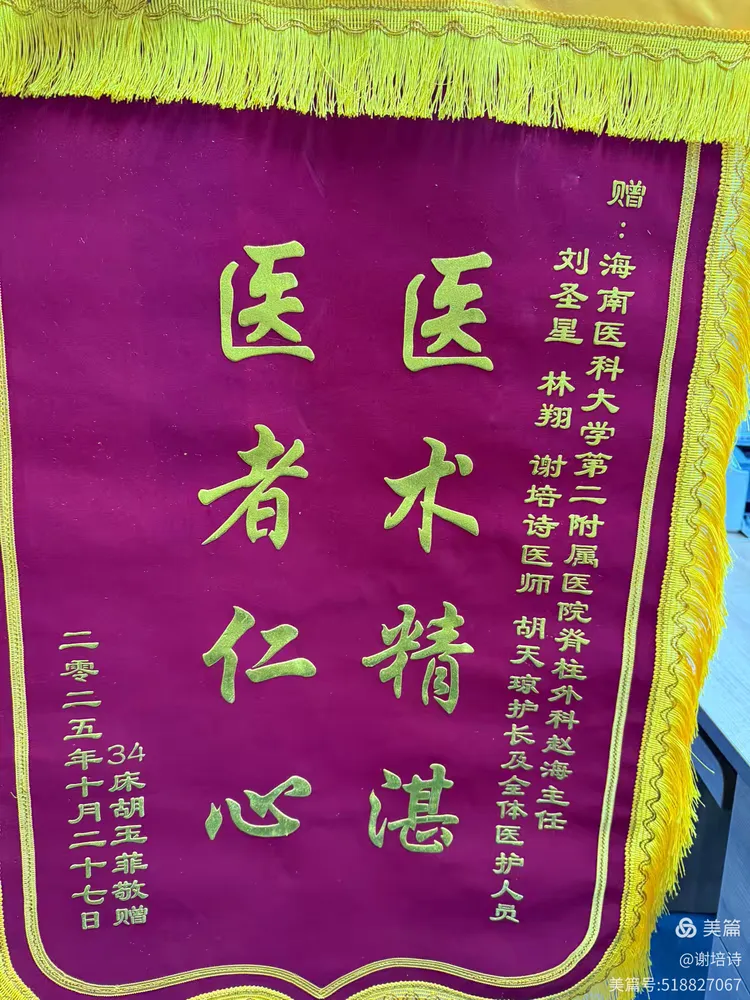 赠：海南医科大学第二附属医院脊柱外科赵海主任
刘圣星 林翔 谢培诗医师 胡天琼护长及全体医护人员
医术精湛
医者仁心
34床胡玉菲敬赠
二零二五年十月二十七日
美篇
@谢培诗
美篇号:518827067